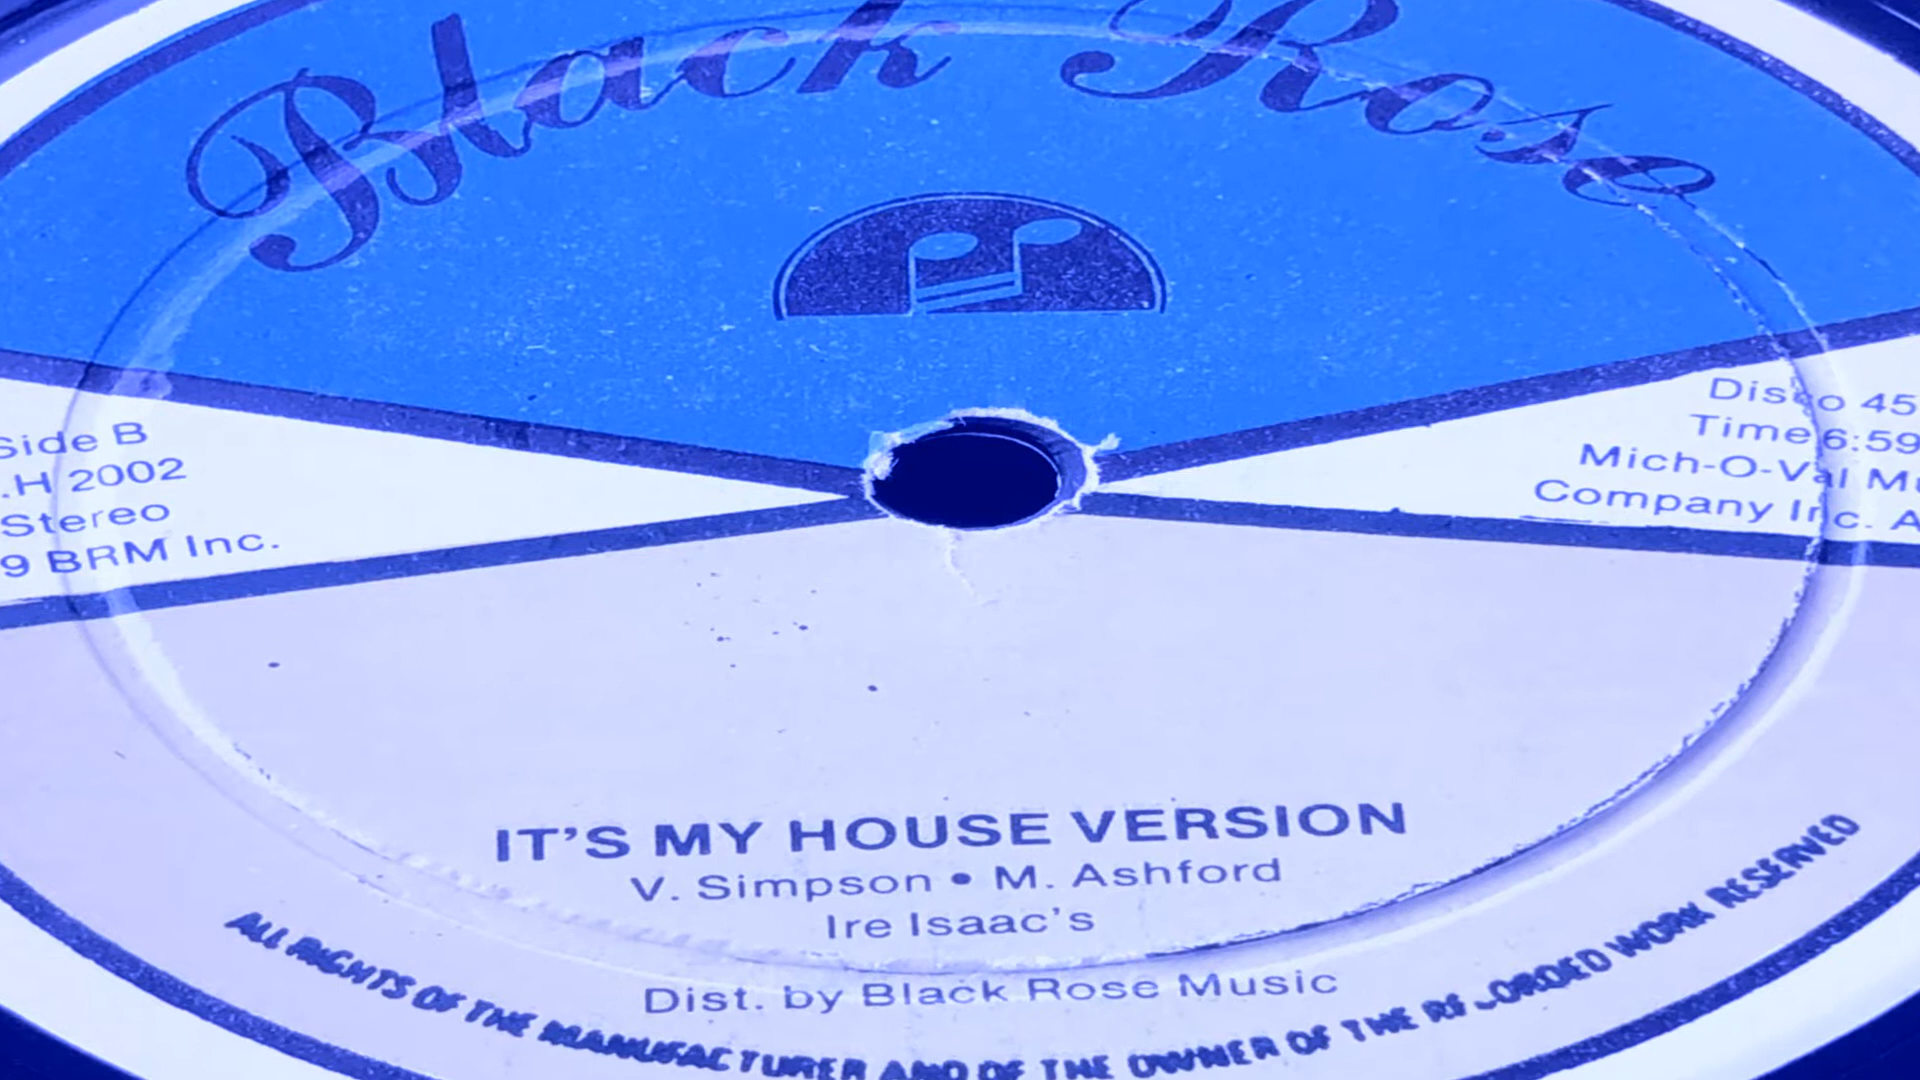 Black Rose
Side B
.H 2002
Stereo
9 BRM Inc.
Disco 45
Time 6:59
Mich-O-Val
Company Inc. A
IT'S MY HOUSE VERSION
V. Simpson • M. Ashford
Ire Isaac's
Dist. by Black Rose Music
ALL RIGHTS OF THE MANUFACTURER AND OF THE OWNER OF THE RECORDED WORK RESERVED